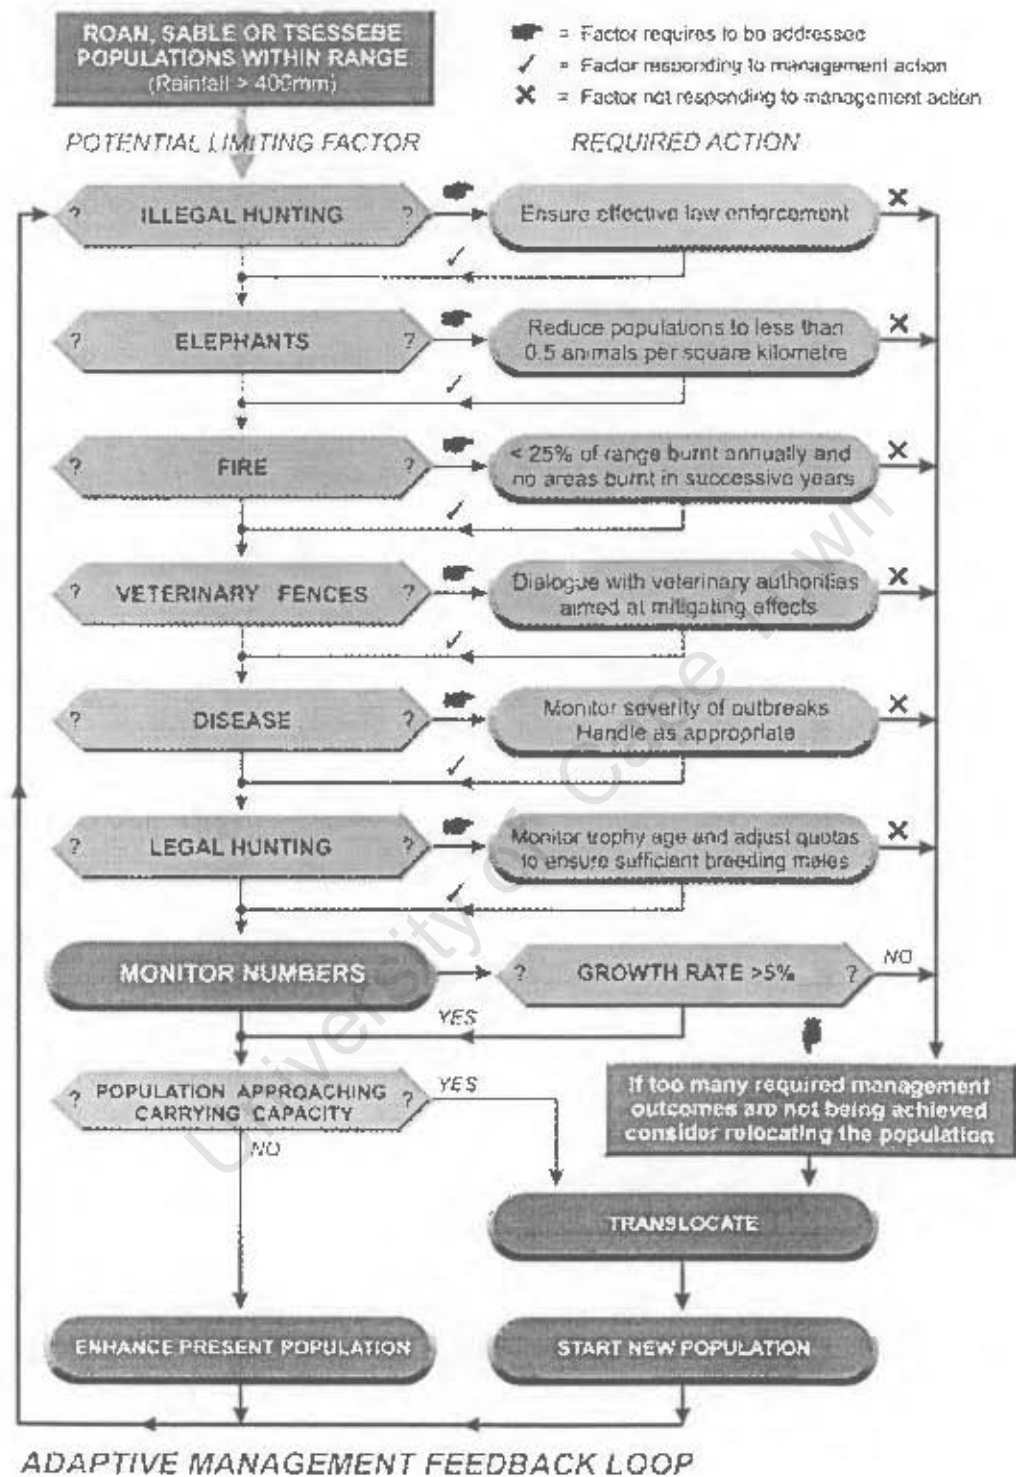 ROAN, SABLE OR TSESSEBE
POPULATIONS WITHIN RANGE
(Rainfall > 400mm)
= Factor requires to be addressed
✓ = Factor responding to management action
✗ = Factor not responding to management action
POTENTIAL LIMITING FACTOR
REQUIRED ACTION
? ILLEGAL HUNTING ?
Ensure effective law enforcement
✗
✓
? ELEPHANTS ?
Reduce populations to less than
0.5 animals per square kilometre
✗
✓
? FIRE ?
< 25% of range burnt annually and
no areas burnt in successive years
✗
✓
? VETERINARY FENCES ?
Dialogue with veterinary authorities
aimed at mitigating effects
✗
✓
? DISEASE ?
Monitor severity of outbreaks
Handle as appropriate
✗
✓
? LEGAL HUNTING ?
Monitor trophy age and adjust quotas
to ensure sufficient breeding males
✗
✓
MONITOR NUMBERS
? GROWTH RATE >5% ?
NO
YES
? POPULATION APPROACHING ?
CARRYING CAPACITY
YES
NO
If too many required management
outcomes are not being achieved
consider relocating the population
TRANSLOCATE
ENHANCE PRESENT POPULATION
START NEW POPULATION
ADAPTIVE MANAGEMENT FEEDBACK LOOP
University of Cape Town